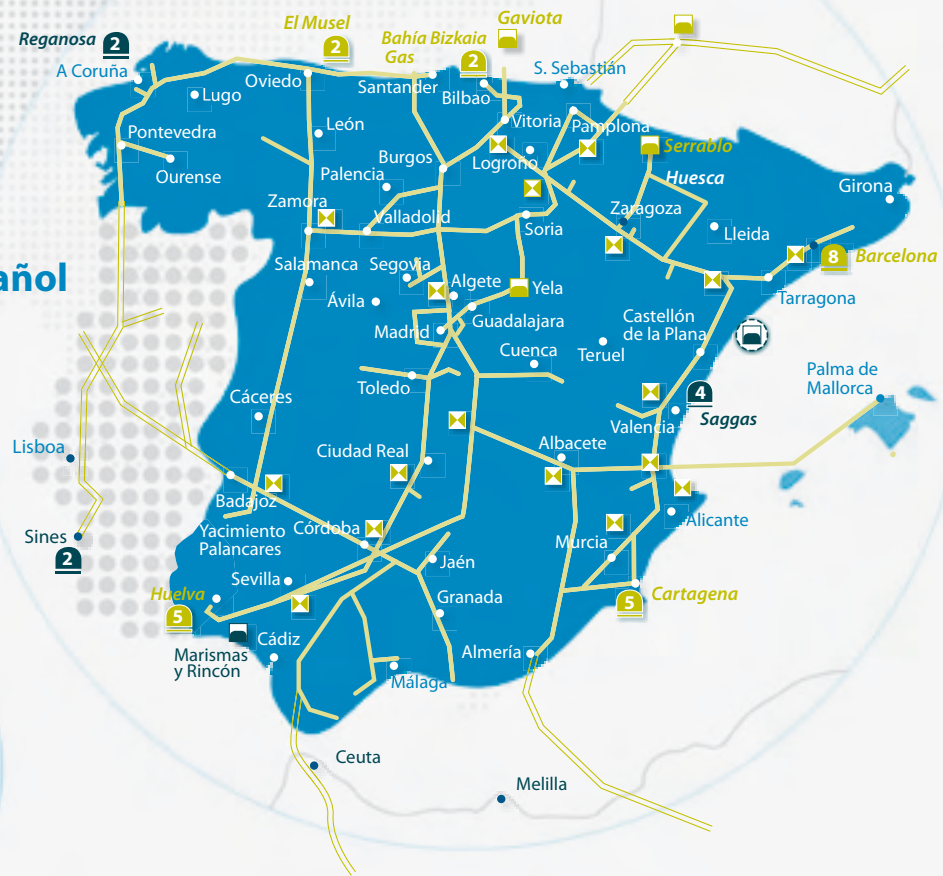 Gaviota
El Musel
2
Reganosa 2
Bahía Bizkaia
Gas
2
A Coruña
Oviedo
Santander
Bilbao
S. Sebastián
Lugo
León
Vitoria
Pamplona
Pontevedra
Ourense
Burgos
Logroño
Serrablo
Palencia
Huesca
Girona
Zamora
Valladolid
Soria
Zaragoza
Lleida
8 Barcelona
añol
Salamanca
Segovia
Algete
Yela
Tarragona
Ávila
Guadalajara
Castellón
de la Plana
Madrid
Cuenca
Teruel
Palma de
Mallorca
Toledo
Cáceres
4
Saggas
Valencia
Lisboa
Ciudad Real
Albacete
Badajoz
Sines
2
Yacimiento
Palancares
Córdoba
Alicante
Murcia
Jaén
Sevilla
Huelva
5
Granada
5
Cartagena
Cádiz
Marismas
y Rincón
Almería
Málaga
Ceuta
Melilla